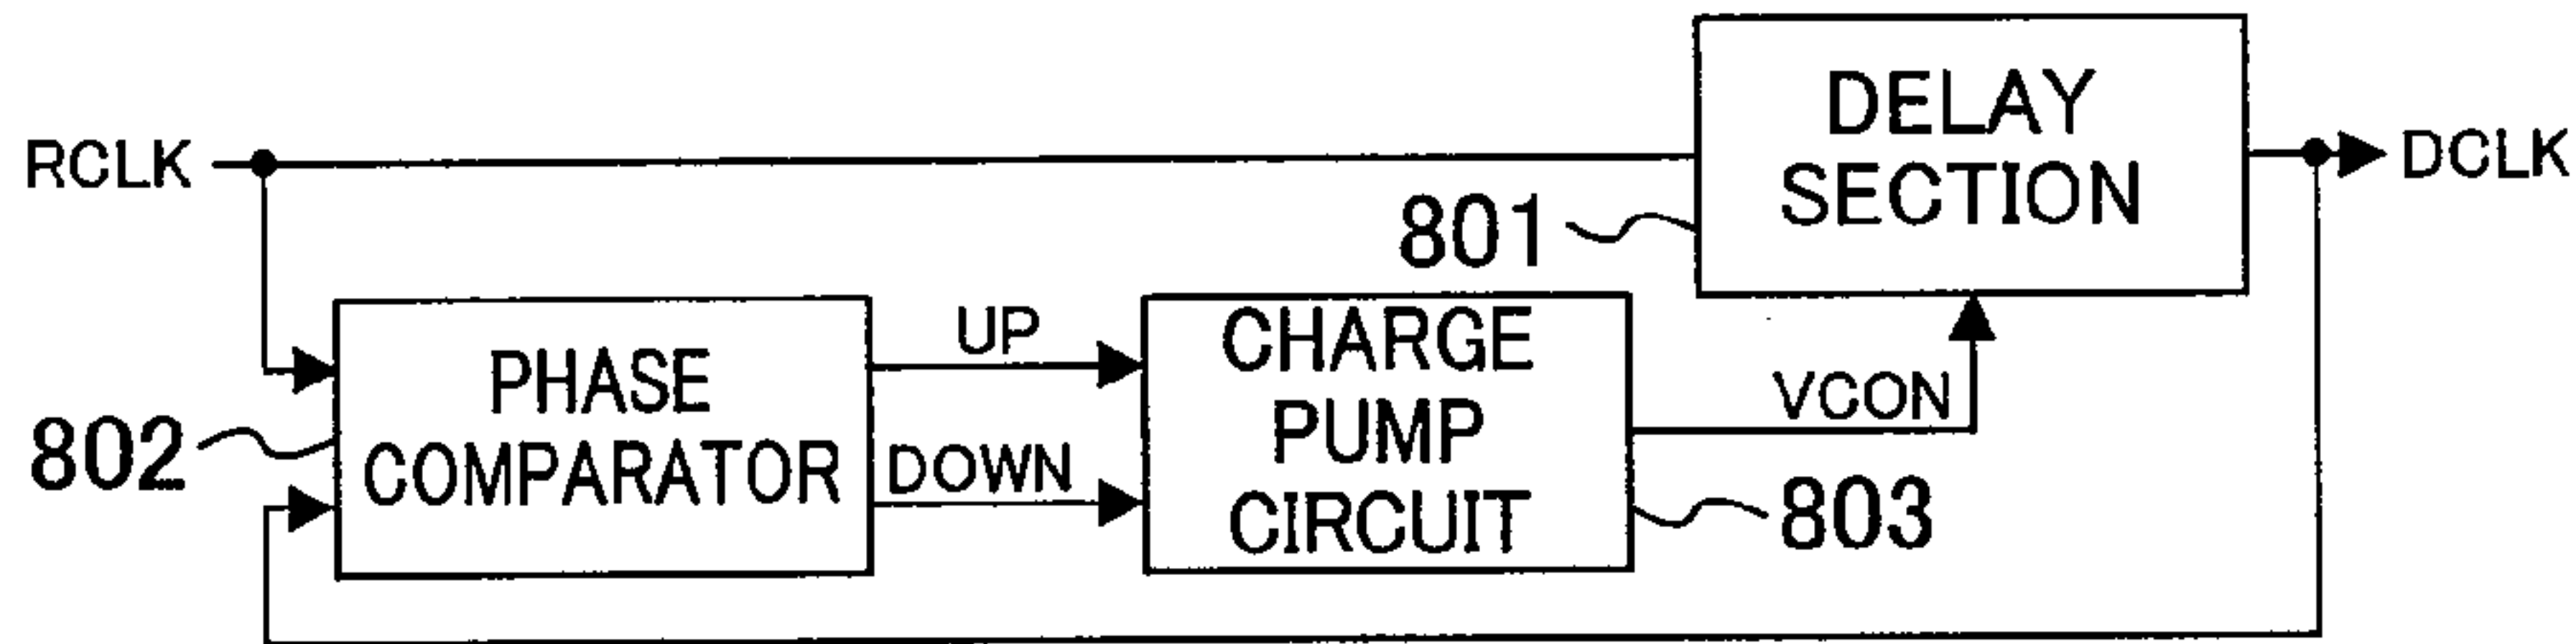 DELAY
SECTION
RCLK
DCLK
801
UP
CHARGE
PUMP
CIRCUIT
PHASE
COMPARATOR
VCON
802
DOWN
803